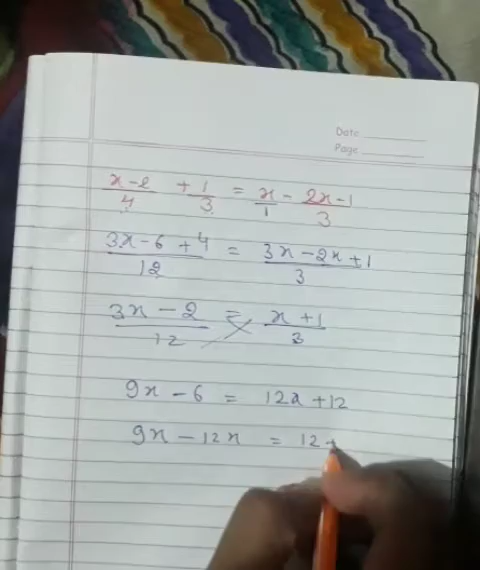 Date
Page
x-2/4 + 1/3 = x/1 - 2x-1/3
3x-6+4/12 = 3x-2x+1/3
3x-2/12 = x+1/3
9x-6 = 12x+12
9x-12x = 12+